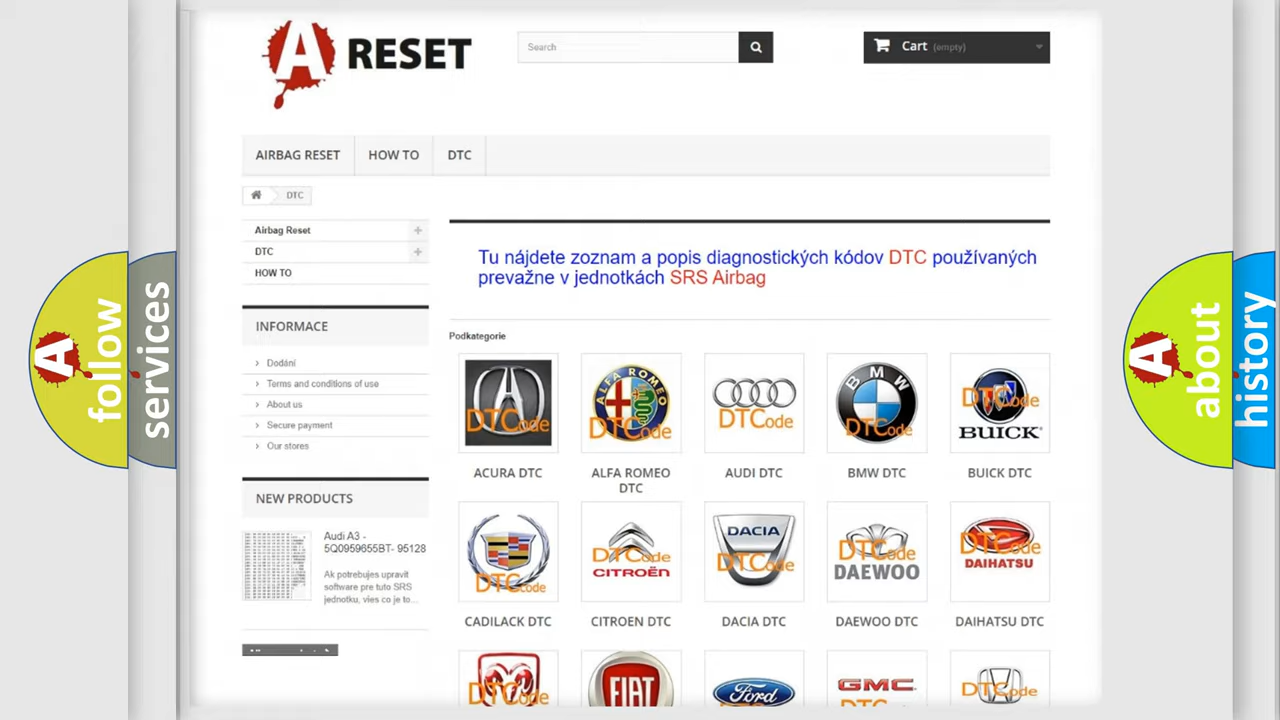 A RESET
Search
Cart (empty)
AIRBAG RESET
HOW TO
DTC
DTC
Airbag Reset
DTC
HOW TO
INFORMACE
Dodání
Terms and conditions of use
About us
Secure payment
Our stores
NEW PRODUCTS
Audi A3 -
5Q0959655BT- 95128
Ak potrebujes upravit
software pre tuto SRS
jednotku, vies co je to...
Tu nájdete zoznam a popis diagnostických kódov DTC používaných
prevažne v jednotkách SRS Airbag
Podkategorie
DTCode
ALFA ROMEO
DTCode
DTCode
BMW
DTCode
DTCode
BUICK
ACURA DTC
ALFA ROMEO
DTC
AUDI DTC
BMW DTC
BUICK DTC
DTCode
DTCode
CITROËN
DACIA
DTCode
DTCode
DAEWOO
DTCode
DAIHATSU
CADILACK DTC
CITROEN DTC
DACIA DTC
DAEWOO DTC
DAIHATSU DTC
DTCode
FIAT
Ford
DTCode
GMC
DTCode
A follow
services
A about
history